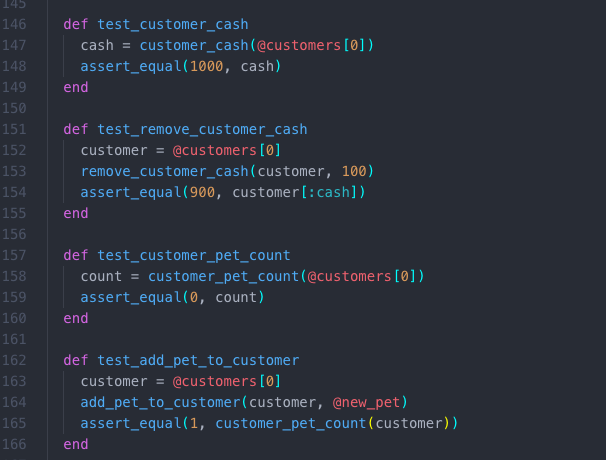 145
146 def test_customer_cash
147 cash = customer_cash(@customers[0])
148 assert_equal(1000, cash)
149 end
150
151 def test_remove_customer_cash
152 customer = @customers[0]
153 remove_customer_cash(customer, 100)
154 assert_equal(900, customer[:cash])
155 end
156
157 def test_customer_pet_count
158 count = customer_pet_count(@customers[0])
159 assert_equal(0, count)
160 end
161
162 def test_add_pet_to_customer
163 customer = @customers[0]
164 add_pet_to_customer(customer, @new_pet)
165 assert_equal(1, customer_pet_count(customer))
166 end